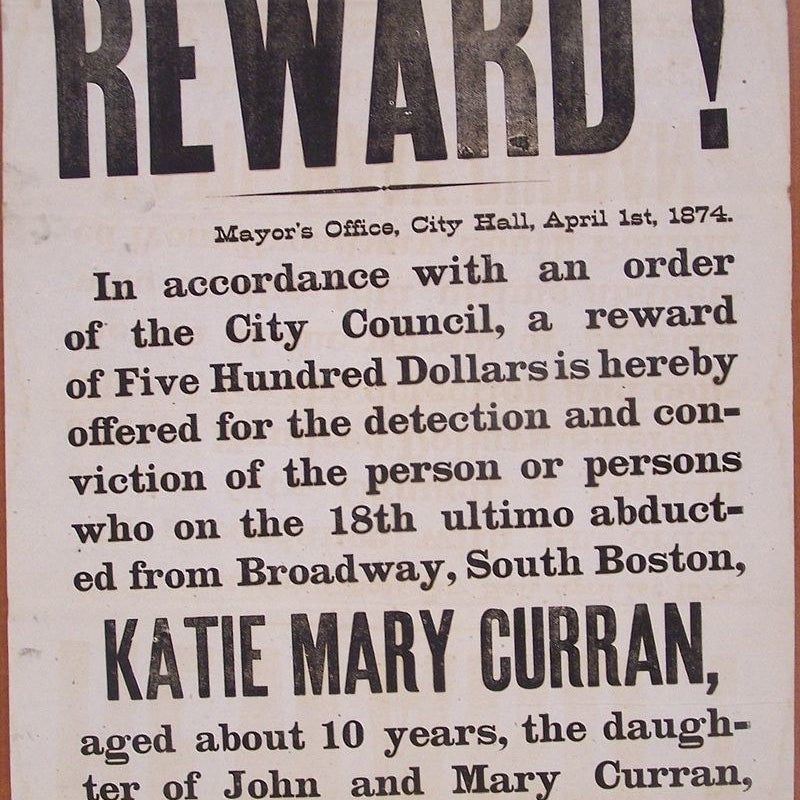 REWARD!
Mayor's Office, City Hall, April 1st, 1874.
In accordance with an order
of the City Council, a reward
of Five Hundred Dollars is hereby
offered for the detection and con-
viction of the person or persons
who on the 18th ultimo abduct-
ed from Broadway, South Boston,
KATIE MARY CURRAN,
aged about 10 years, the daugh-
ter of John and Mary Curran,